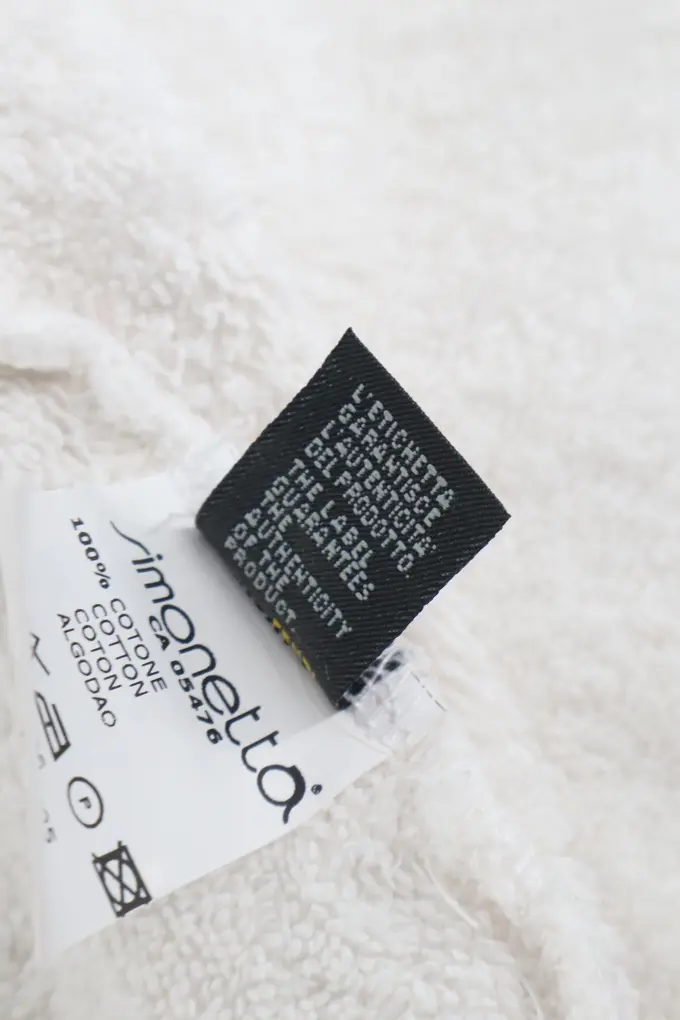 L'ETICHETTA
GARANTISCE
L'AUTENTICITÀ
DEL PRODOTTO.
THE LABEL
GUARANTEES
THE
AUTHENTICITY
OF THE
PRODUCT.
simonetta
CA 05476
100% COTONE
COTTON
COTON
ALGODAO
P